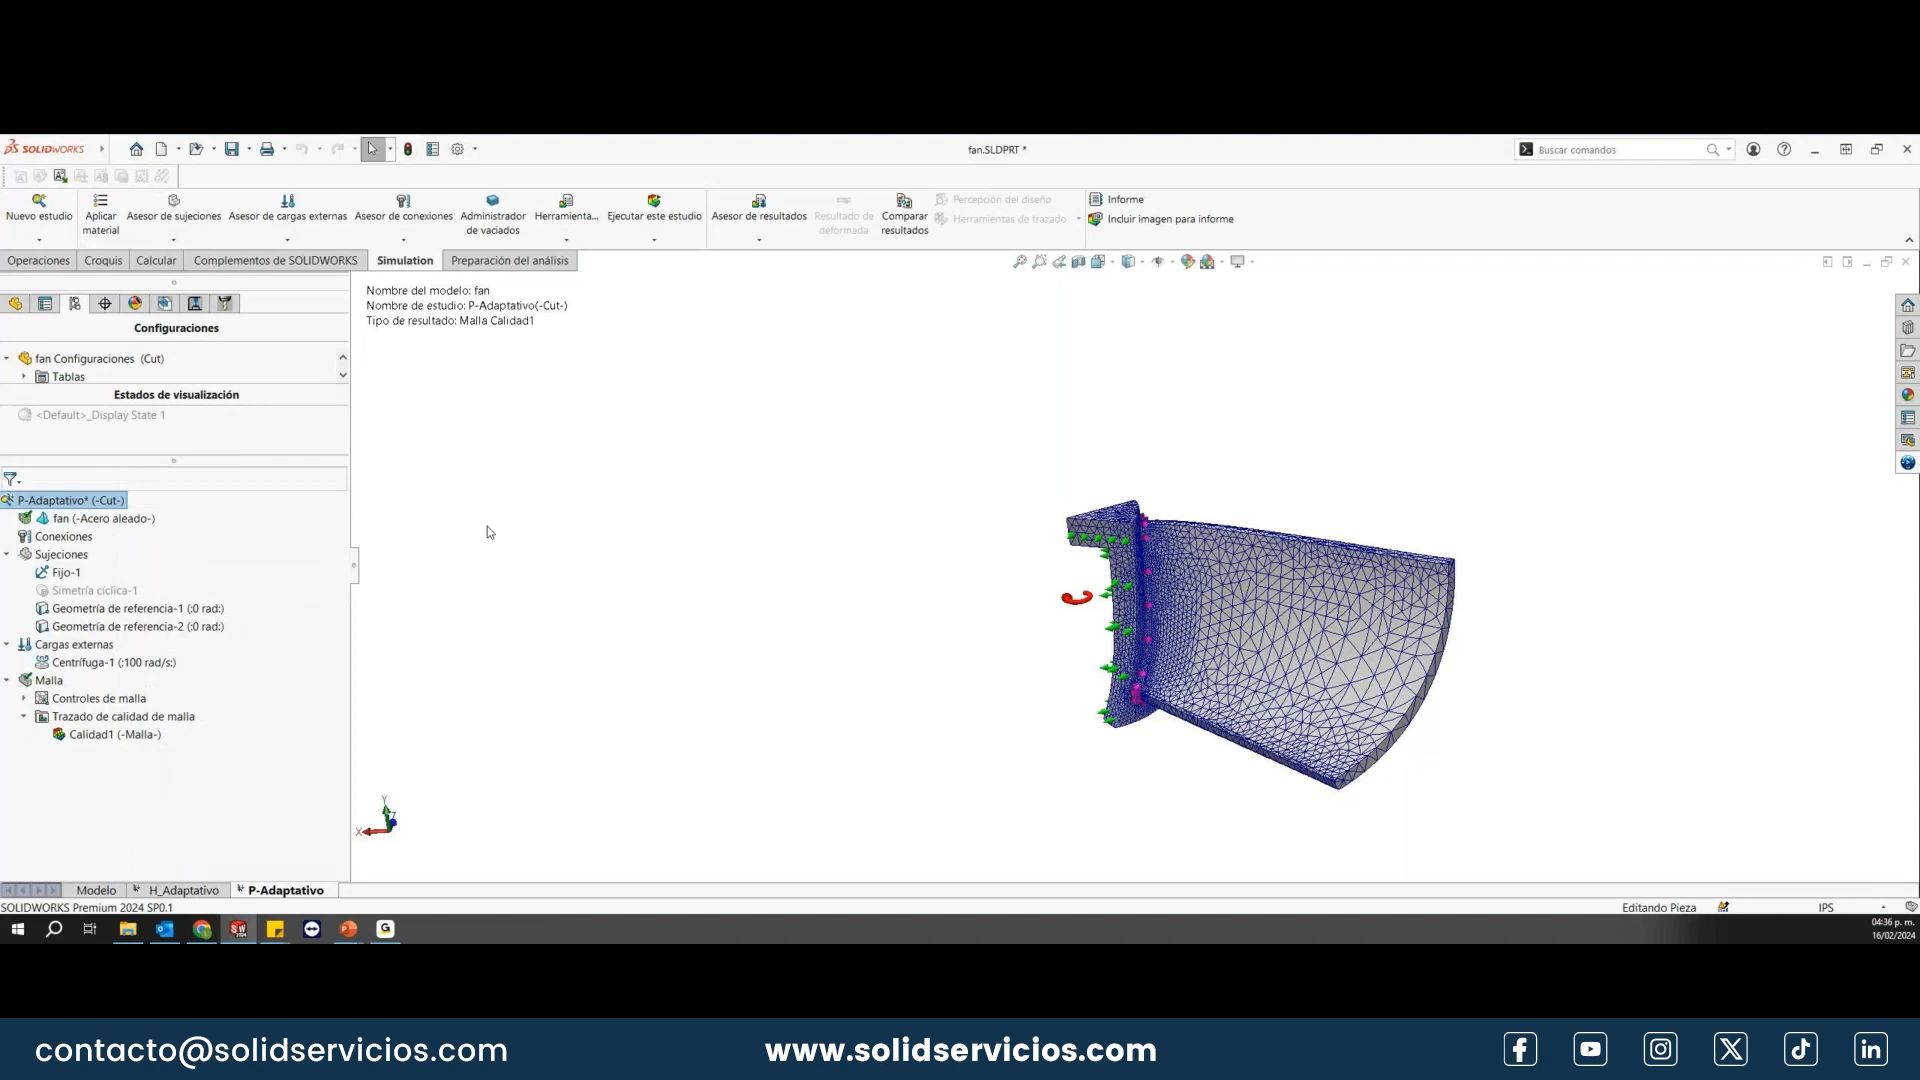 SOLIDWORKS
fan.SLDPRT *
Buscar comandos
Nuevo estudio
Aplicar material
Asesor de sujeciones
Asesor de cargas externas
Asesor de conexiones
Administrador de vaciados
Herramienta...
Ejecutar este estudio
Asesor de resultados
Resultado de deformada
Comparar resultados
Percepción del diseño
Herramientas de trazado
Informe
Incluir imagen para informe
Operaciones
Croquis
Calcular
Complementos de SOLIDWORKS
Simulation
Preparación del análisis
Nombre del modelo: fan
Nombre de estudio: P-Adaptativo(-Cut-)
Tipo de resultado: Malla Calidad1
Configuraciones
fan Configuraciones (Cut)
Tablas
Estados de visualización
<Default>_Display State 1
P-Adaptativo* (-Cut-)
fan (-Acero aleado-)
Conexiones
Sujeciones
Fijo-1
Simetría cíclica-1
Geometría de referencia-1 (:0 rad:)
Geometría de referencia-2 (:0 rad:)
Cargas externas
Centrífuga-1 (:100 rad/s:)
Malla
Controles de malla
Trazado de calidad de malla
Calidad1 (-Malla-)
Y
Z
X
Modelo
H_Adaptativo
P-Adaptativo
SOLIDWORKS Premium 2024 SP0.1
Editando Pieza
IPS
04:36 p. m.
16/02/2024
contacto@solidservicios.com
www.solidservicios.com